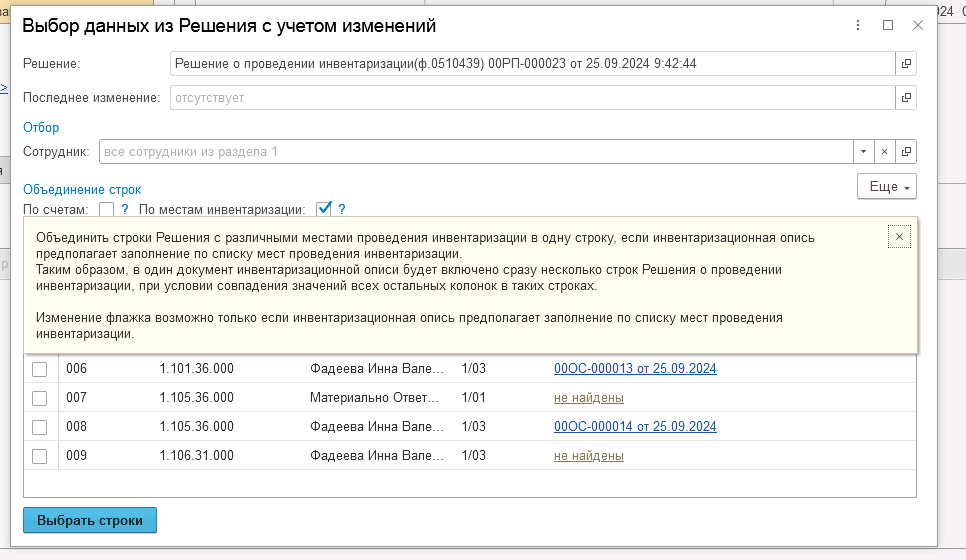 Выбор данных из Решения с учетом изменений
Решение: Решение о проведении инвентаризации(ф.0510439) 00РП-000023 от 25.09.2024 9:42:44
Последнее изменение: отсутствует
Отбор
Сотрудник: все сотрудники из раздела 1
Объединение строк
Еще
По счетам: ? По местам инвентаризации: ?
Объединить строки Решения с различными местами проведения инвентаризации в одну строку, если инвентаризационная опись
предполагает заполнение по списку мест проведения инвентаризации.
Таким образом, в один документ инвентаризационной описи будет включено сразу несколько строк Решения о проведении
инвентаризации, при условии совпадения значений всех остальных колонок в таких строках.
Изменение флажка возможно только если инвентаризационная опись предполагает заполнение по списку мест проведения
инвентаризации.
006 1.101.36.000 Фадеева Инна Вале... 1/03 00ОС-000013 от 25.09.2024
007 1.105.36.000 Материально Ответ... 1/01 не найдены
008 1.105.36.000 Фадеева Инна Вале... 1/03 00ОС-000014 от 25.09.2024
009 1.106.31.000 Фадеева Инна Вале... 1/03 не найдены
Выбрать строки